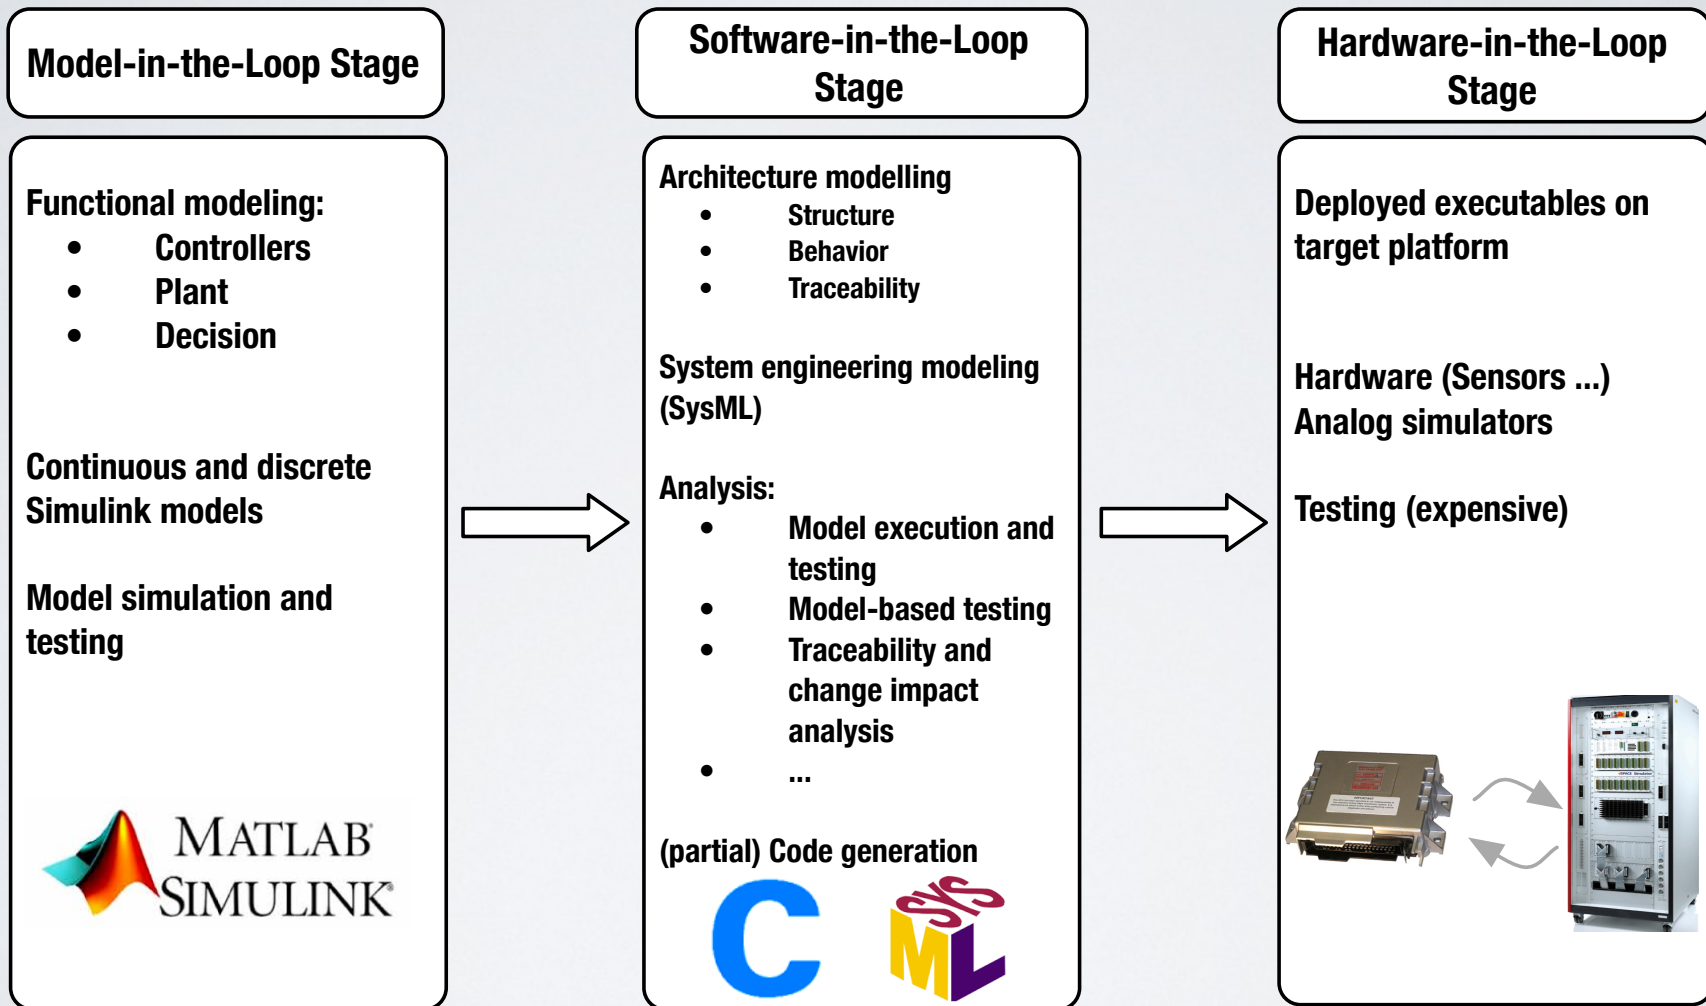 Model-in-the-Loop Stage
Software-in-the-Loop
Stage
Hardware-in-the-Loop
Stage
Functional modeling:
• Controllers
• Plant
• Decision
Continuous and discrete
Simulink models
Model simulation and
testing
MATLAB®
SIMULINK®
Architecture modelling
• Structure
• Behavior
• Traceability
System engineering modeling
(SysML)
Analysis:
• Model execution and
testing
• Model-based testing
• Traceability and
change impact
analysis
• ...
(partial) Code generation
C
SYS
ML
Deployed executables on
target platform
Hardware (Sensors ...)
Analog simulators
Testing (expensive)